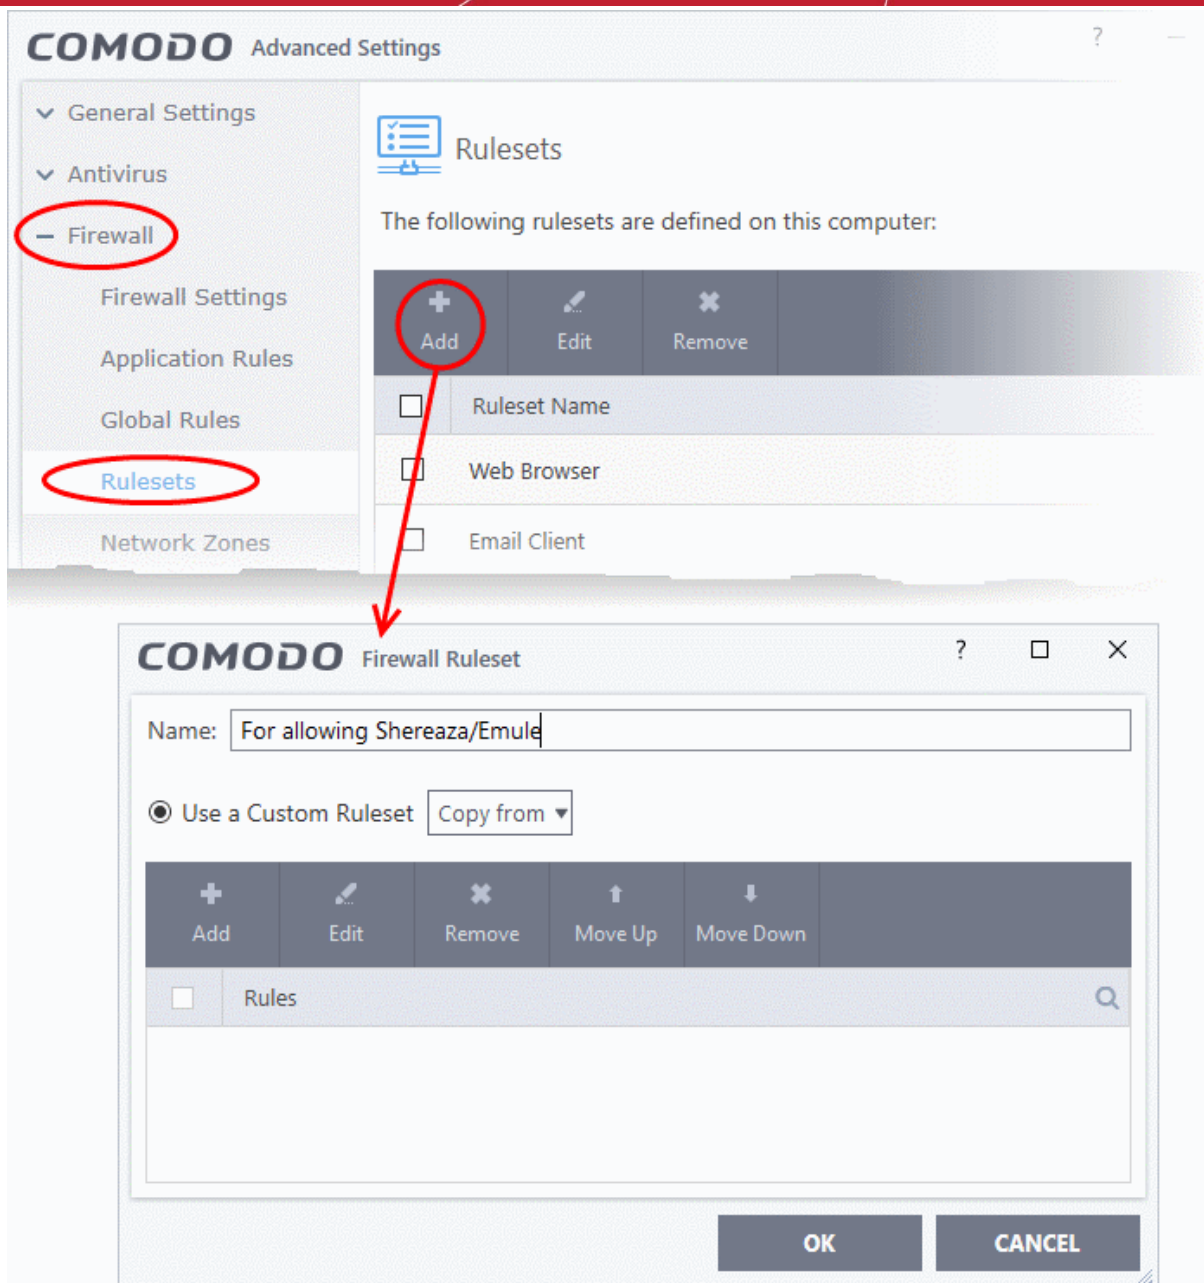 COMODO Advanced Settings ?
General Settings
Antivirus
Firewall
Firewall Settings
Application Rules
Global Rules
Rulesets
Network Zones
Rulesets
The following rulesets are defined on this computer:
Add Edit Remove
Ruleset Name
Web Browser
Email Client
COMODO Firewall Ruleset ?
Name: For allowing Shereaza/Emule
Use a Custom Ruleset Copy from
Add Edit Remove Move Up Move Down
Rules
OK CANCEL